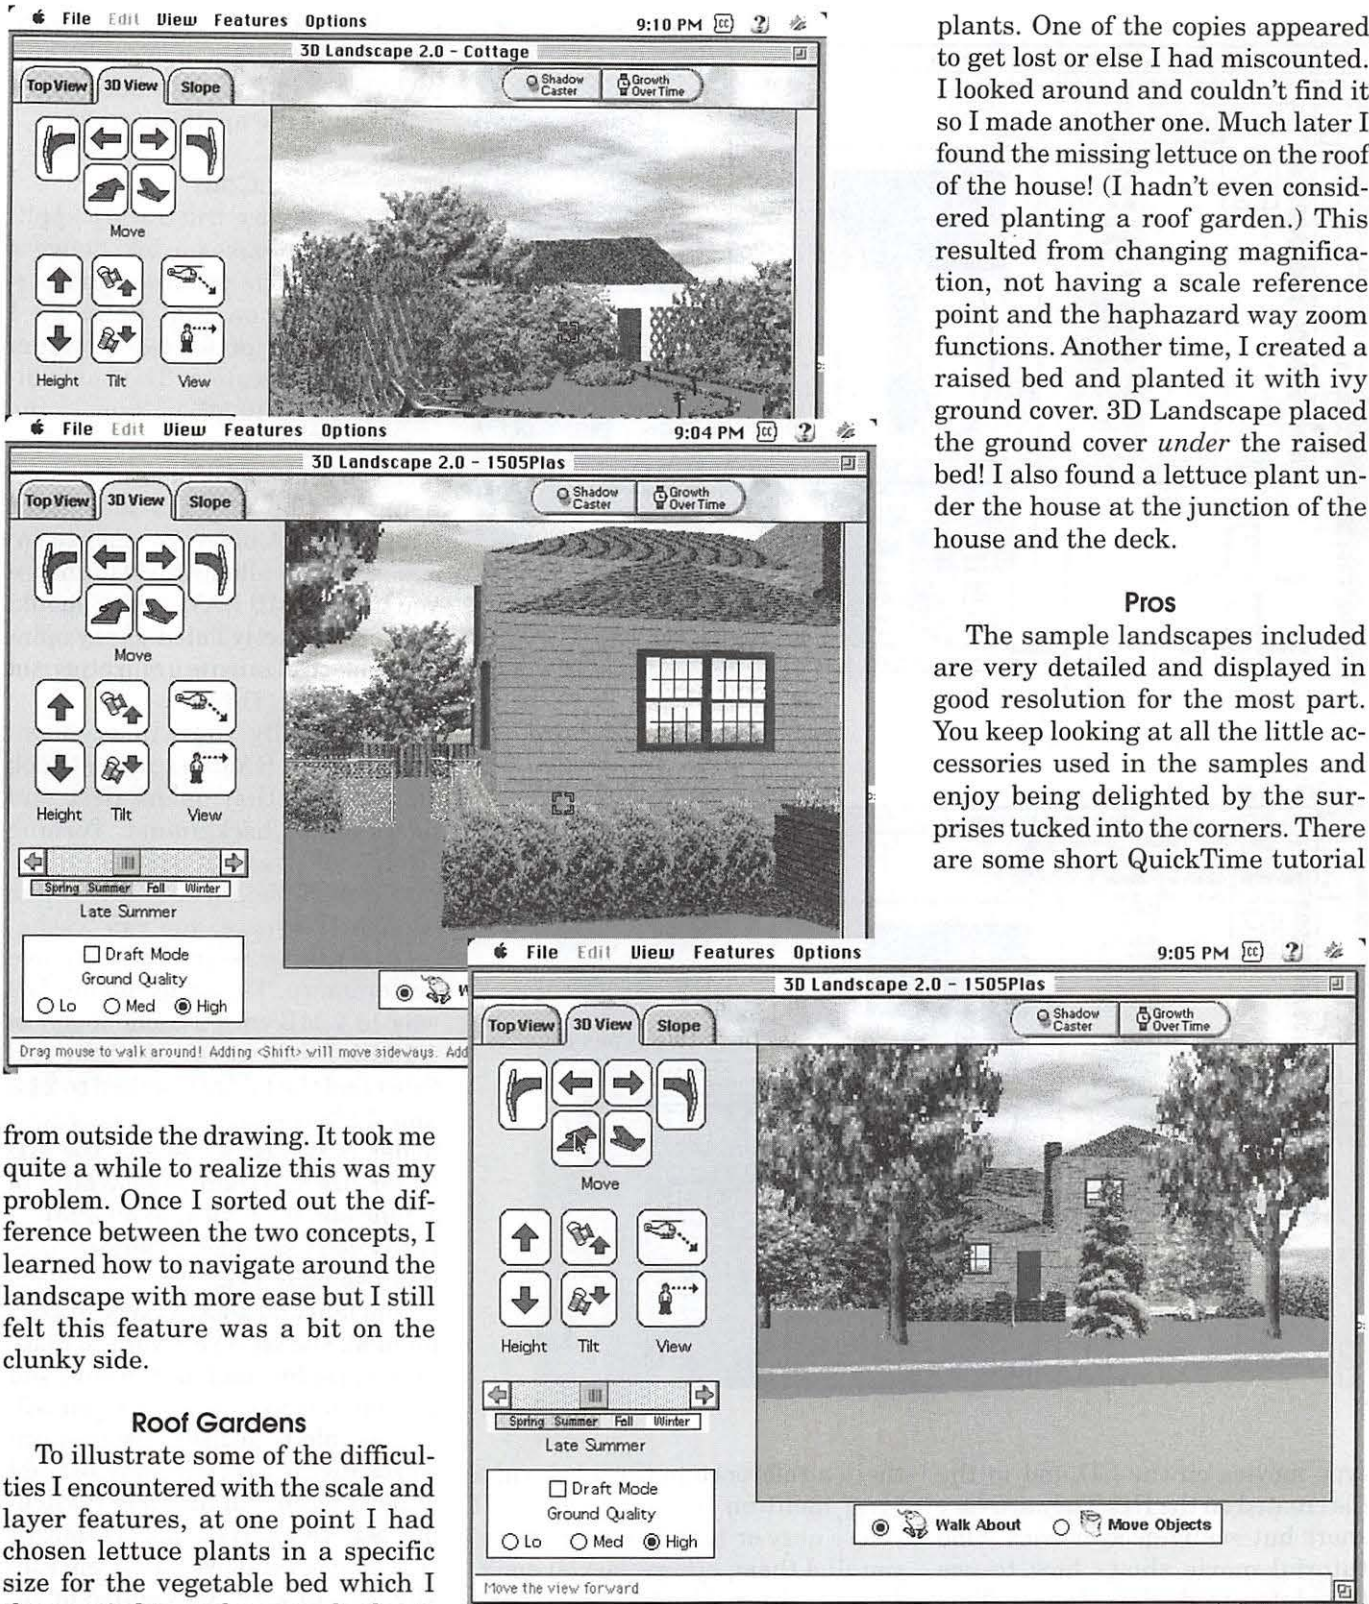 File Edit View Features Options 9:10 PM
3D Landscape 2.0 - Cottage
Top View 3D View Slope
Shadow Caster Growth Over Time
Move
Height Tilt View
File Edit View Features Options 9:04 PM
3D Landscape 2.0 - 1505Plas
Top View 3D View Slope
Shadow Caster Growth Over Time
Move
Height Tilt View
Spring Summer Fall Winter
Late Summer
Draft Mode
Ground Quality
Lo Med High
Drag mouse to walk around! Adding <Shift> will move sideways. Add
File Edit View Features Options 9:05 PM
3D Landscape 2.0 - 1505Plas
Top View 3D View Slope
Shadow Caster Growth Over Time
Move
Height Tilt View
Spring Summer Fall Winter
Late Summer
Draft Mode
Ground Quality
Lo Med High
Walk About Move Objects
Move the view forward
from outside the drawing. It took me
quite a while to realize this was my
problem. Once I sorted out the dif-
ference between the two concepts, I
learned how to navigate around the
landscape with more ease but I still
felt this feature was a bit on the
clunky side.
Roof Gardens
To illustrate some of the difficul-
ties I encountered with the scale and
layer features, at one point I had
chosen lettuce plants in a specific
size for the vegetable bed which I
plants. One of the copies appeared
to get lost or else I had miscounted.
I looked around and couldn't find it
so I made another one. Much later I
found the missing lettuce on the roof
of the house! (I hadn't even consid-
ered planting a roof garden.) This
resulted from changing magnifica-
tion, not having a scale reference
point and the haphazard way zoom
functions. Another time, I created a
raised bed and planted it with ivy
ground cover. 3D Landscape placed
the ground cover under the raised
bed! I also found a lettuce plant un-
der the house at the junction of the
house and the deck.
Pros
The sample landscapes included
are very detailed and displayed in
good resolution for the most part.
You keep looking at all the little ac-
cessories used in the samples and
enjoy being delighted by the sur-
prises tucked into the corners. There
are some short QuickTime tutorial